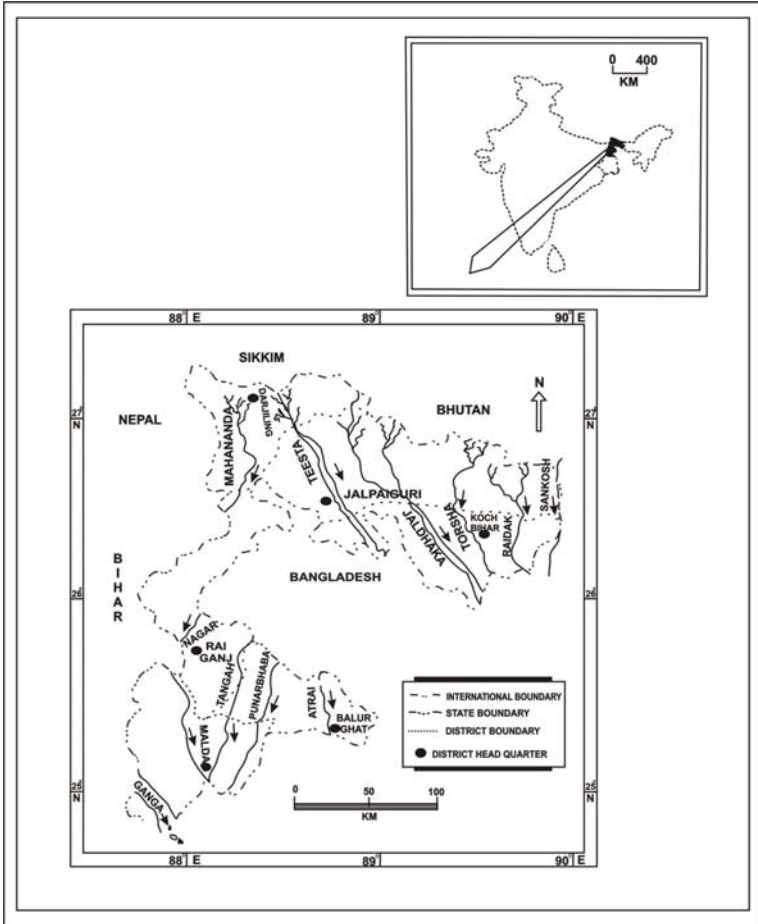 0 400
KM
88° E
89°
90° E
SIKKIM
N
27°
N
27°
N
NEPAL
BHUTAN
DARJILING
MAHANANDA
TEESTA
JALPAIGURI
JALDHAKA
TORSHA
KOCH
BIHAR
RAIDAK
SANKOSH
BANGLADESH
BIHAR
26°
N
26°
N
NAGAR
RAI
GANJ
TANGAH
PUNARBHABA
ATRAI
BALUR
GHAT
MALDA
GANGA
INTERNATIONAL BOUNDARY
STATE BOUNDARY
DISTRICT BOUNDARY
DISTRICT HEAD QUARTER
25°
N
25°
N
0 50 100
KM
88° E
89°
90° E